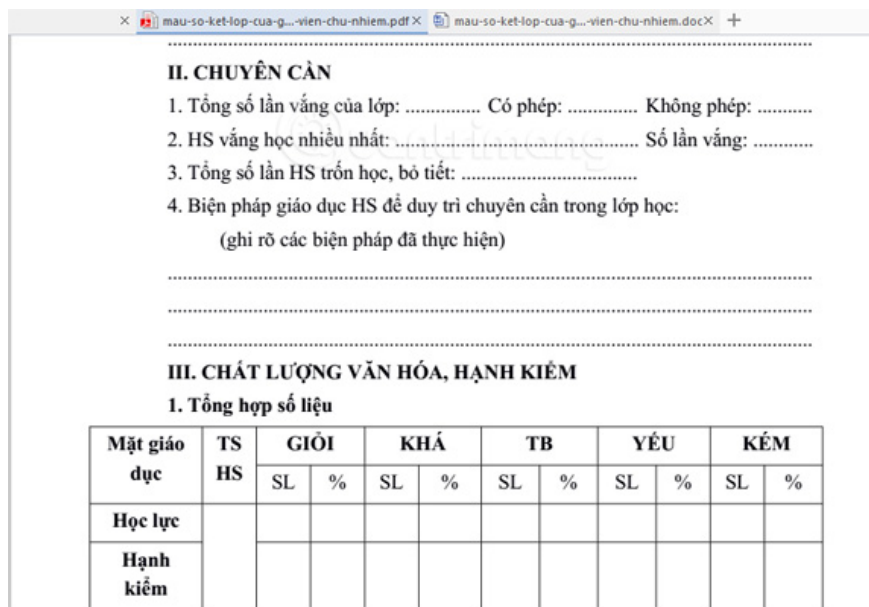 mau-so-ket-lop-cua-g...-vien-chu-nhiem.pdf mau-so-ket-lop-cua-g...-vien-chu-nhiem.doc
II. CHUYÊN CẦN
1. Tổng số lần vắng của lớp: ............... Có phép: .............. Không phép: ...........
2. HS vắng học nhiều nhất: ................................................ Số lần vắng: ............
3. Tổng số lần HS trốn học, bỏ tiết: ...................................
4. Biện pháp giáo dục HS để duy trì chuyên cần trong lớp học:
(ghi rõ các biện pháp đã thực hiện)
III. CHẤT LƯỢNG VĂN HÓA, HẠNH KIỂM
1. Tổng hợp số liệu
Mặt giáo TS GIỎI KHÁ TB YẾU KÉM
dục HS SL % SL % SL % SL % SL %
Học lực
Hạnh
kiểm